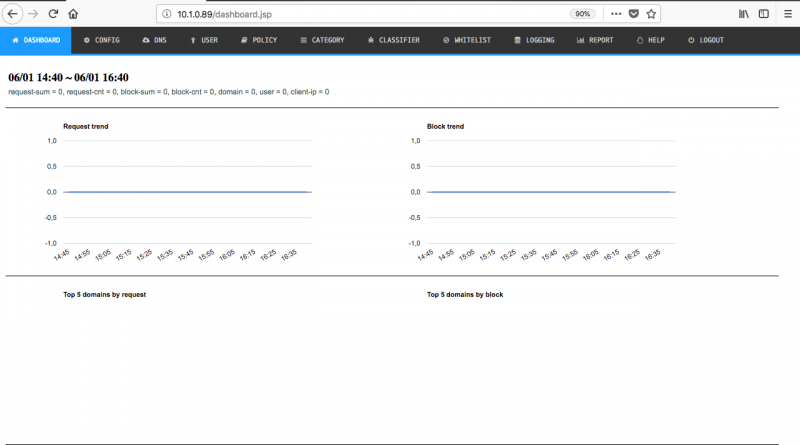 10.1.0.89/dashboard.jsp 90%
DASHBOARD CONFIG DNS USER POLICY CATEGORY CLASSIFIER WHITELIST LOGGING REPORT HELP LOGOUT
06/01 14:40 ~ 06/01 16:40
request-sum = 0, request-cnt = 0, block-sum = 0, block-cnt = 0, domain = 0, user = 0, client-ip = 0
Request trend
1,0
0,5
0,0
-0,5
-1,0
14:45 14:55 15:05 15:15 15:25 15:35 15:45 15:55 16:05 16:15 16:25 16:35
Block trend
1,0
0,5
0,0
-0,5
-1,0
14:45 14:55 15:05 15:15 15:25 15:35 15:45 15:55 16:05 16:15 16:25 16:35
Top 5 domains by request
Top 5 domains by block